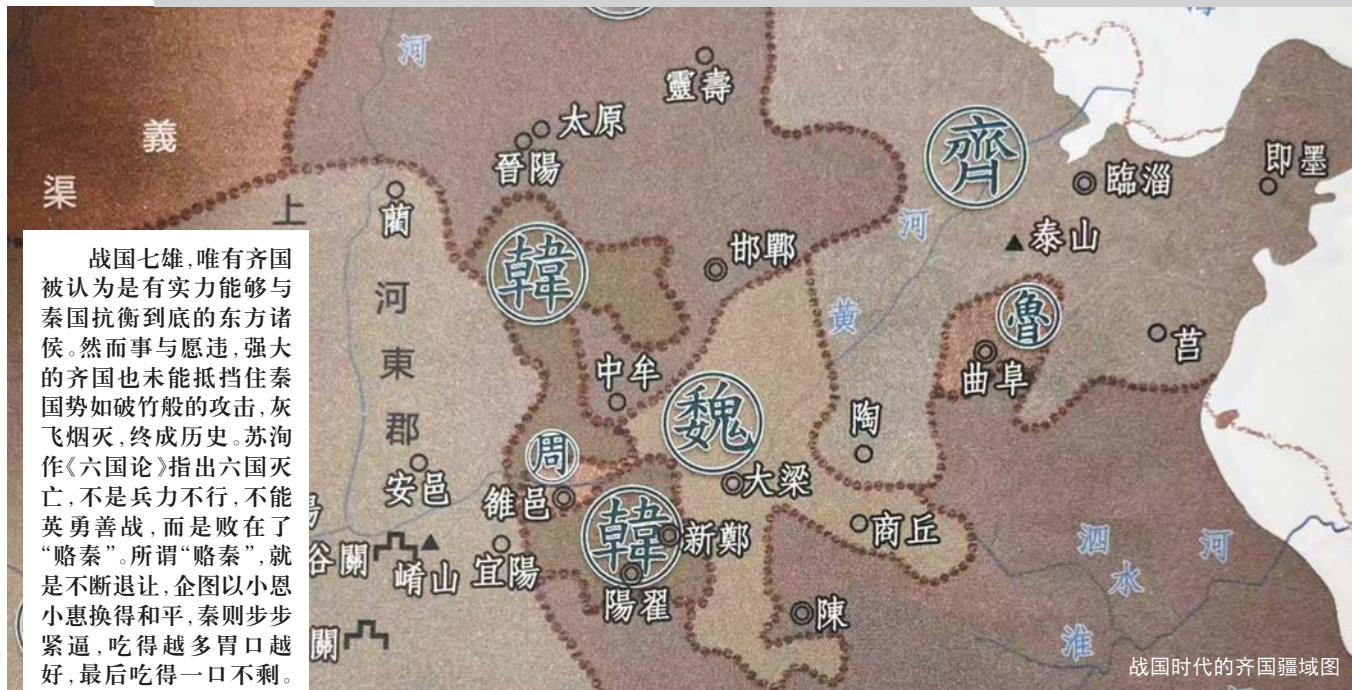 战国七雄,唯有齐国
被认为是有实力能够与
秦国抗衡到底的东方诸
侯。然而事与愿违,强大
的齐国也未能抵挡住秦
国势如破竹般的攻击,灰
飞烟灭,终成历史。苏洵
作《六国论》指出六国灭
亡,不是兵力不行,不能
英勇善战,而是败在了
“赂秦”。所谓“赂秦”,就
是不断退让,企图以小恩
小惠换得和平,秦则步步
紧逼,吃得越多胃口越
好,最后吃得一口不剩。
河
靈壽
義
渠
太原
晉陽
齊
臨淄
即墨
上
藺
河
泰山
韓
邯鄲
河
東
郡
黄
魯
曲阜
莒
中牟
魏
陶
周
安邑
雒邑
大梁
韓
新鄭
商丘
泗
水
河
谷關
崤山
宜陽
陽翟
陳
淮
關
战国时代的齐国疆域图